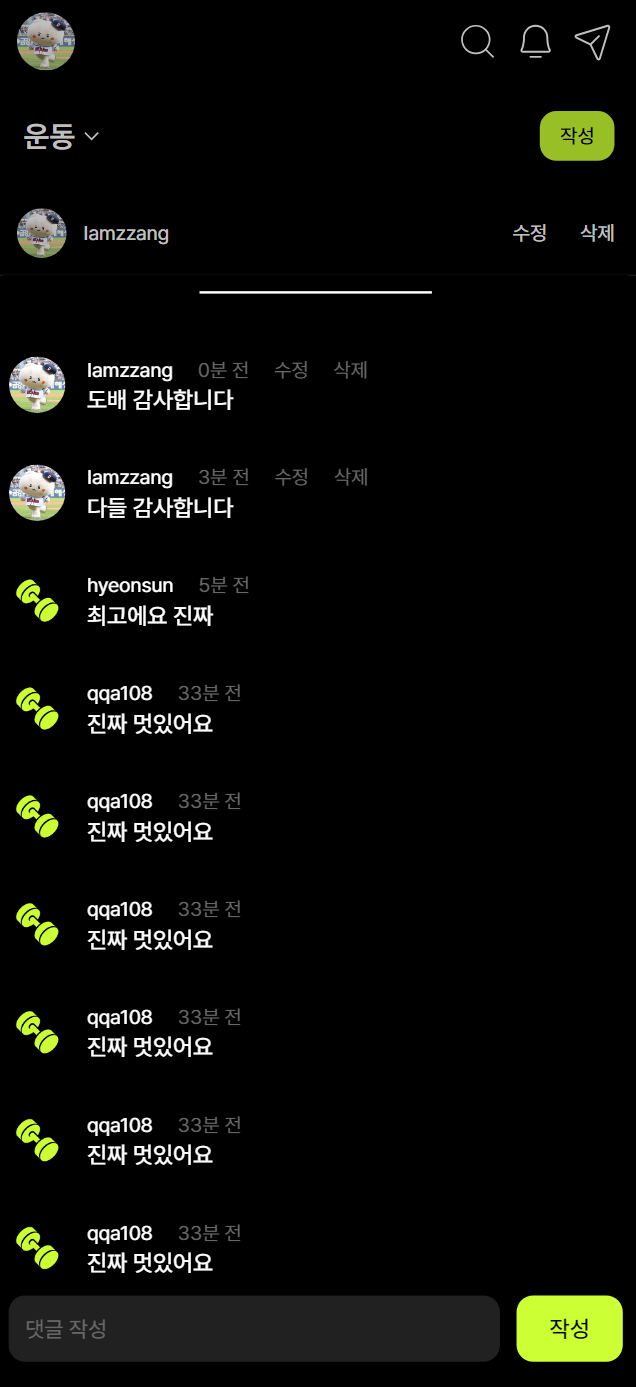 운동
작성
lamzzang
수정 삭제
lamzzang 0분 전 수정 삭제
도배 감사합니다
lamzzang 3분 전 수정 삭제
다들 감사합니다
hyeonsun 5분 전
최고에요 진짜
qqa108 33분 전
진짜 멋있어요
qqa108 33분 전
진짜 멋있어요
qqa108 33분 전
진짜 멋있어요
qqa108 33분 전
진짜 멋있어요
qqa108 33분 전
진짜 멋있어요
qqa108 33분 전
진짜 멋있어요
댓글 작성
작성